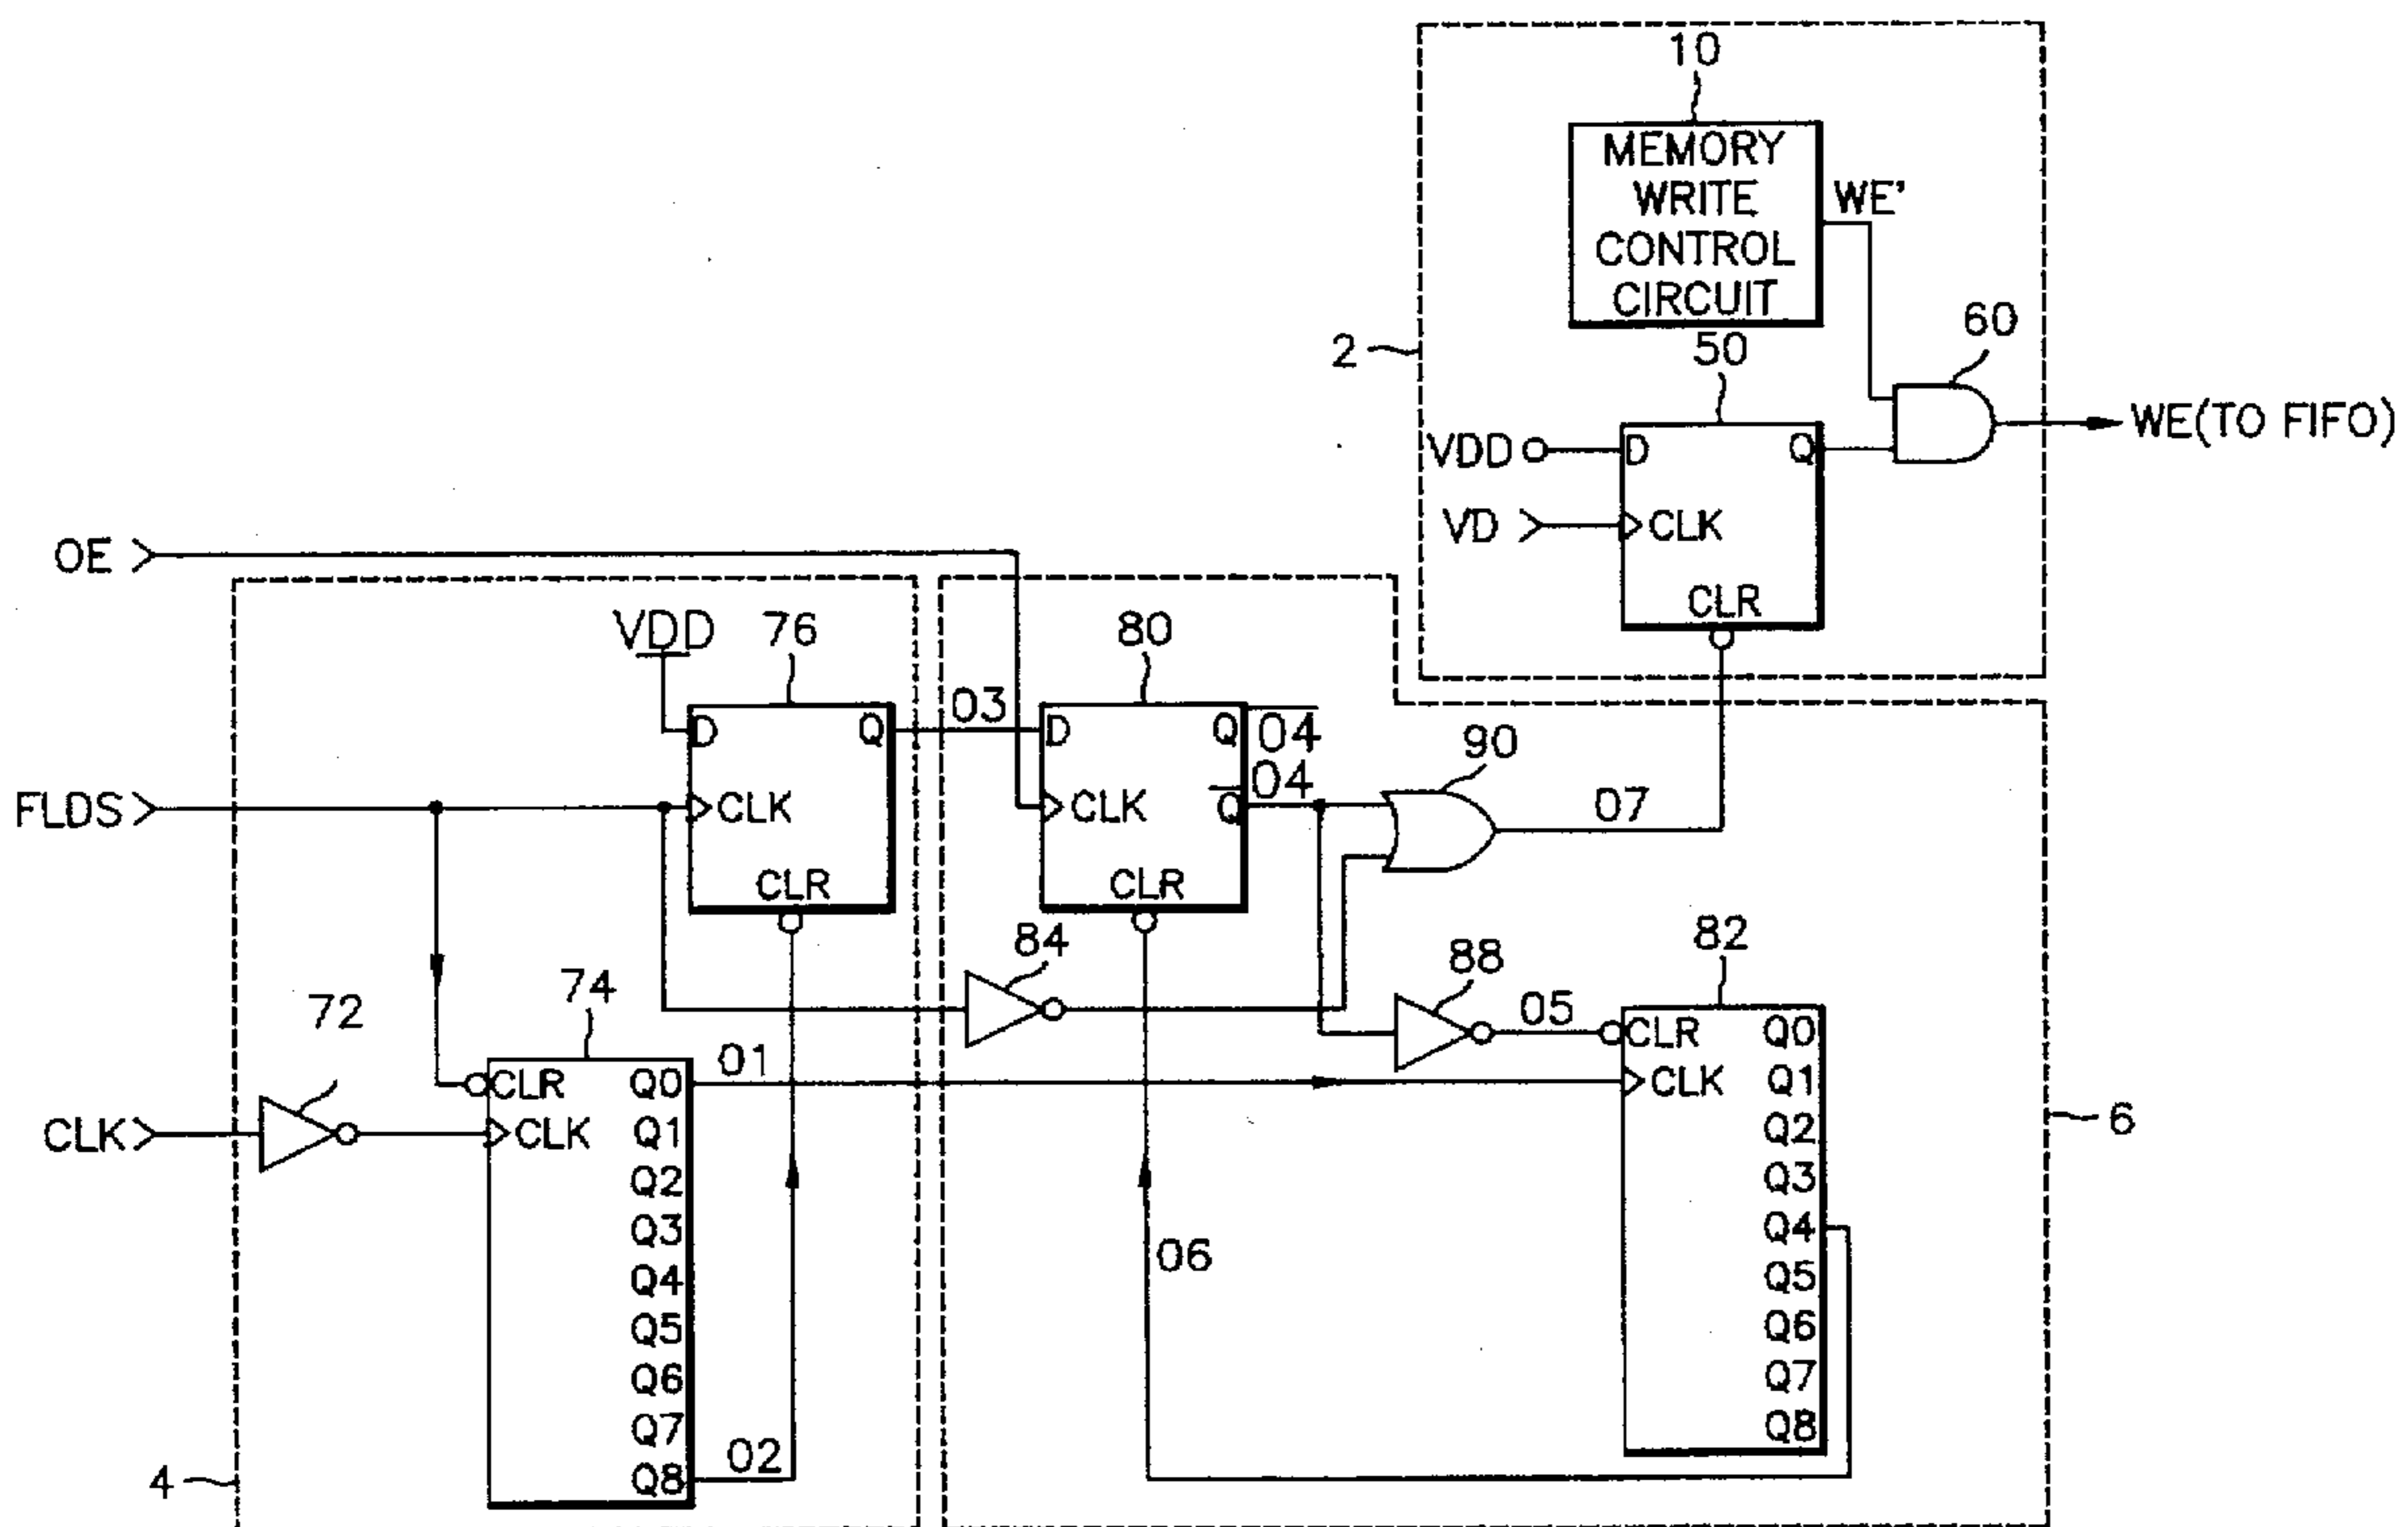 10
MEMORY
WRITE
CONTROL
CIRCUIT
WE'
60
2
50
WE(TO FIFO)
VDD
D
Q
VD
CLK
CLR
OE
VDD
76
80
03
D
Q
D
Q
04
90
04
FLDS
CLK
CLK
Q
07
CLR
CLR
84
82
88
74
72
05
CLR
Q0
01
CLR
Q0
CLK
Q1
CLK
CLK
Q1
Q2
6
Q2
Q3
Q3
Q4
06
Q4
Q5
Q5
Q6
Q6
Q7
Q7
Q8
02
Q8
4